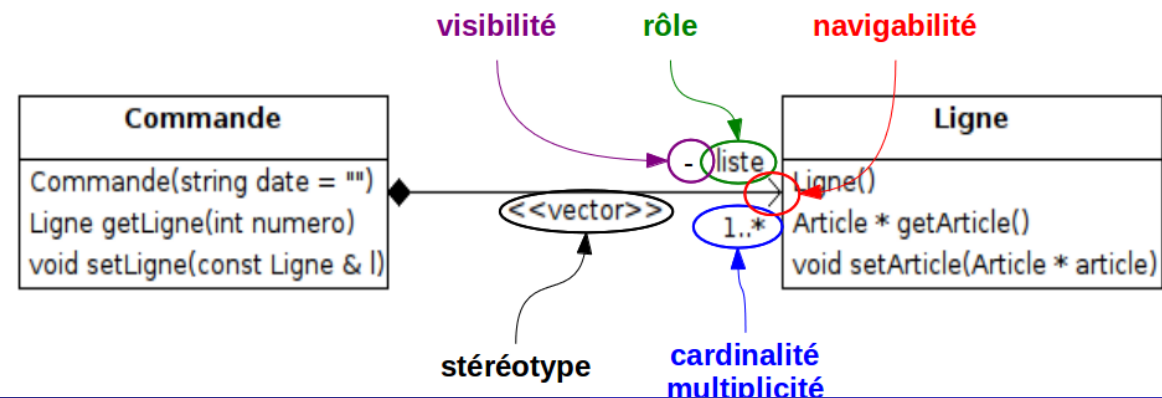 visibilité rôle navigabilité
Commande
Commande(string date = "")
Ligne getLigne(int numero)
void setLigne(const Ligne & l)
- liste
<<vector>>
1..*
Ligne
Ligne()
Article * getArticle()
void setArticle(Article * article)
stéréotype
cardinalité
multiplicité